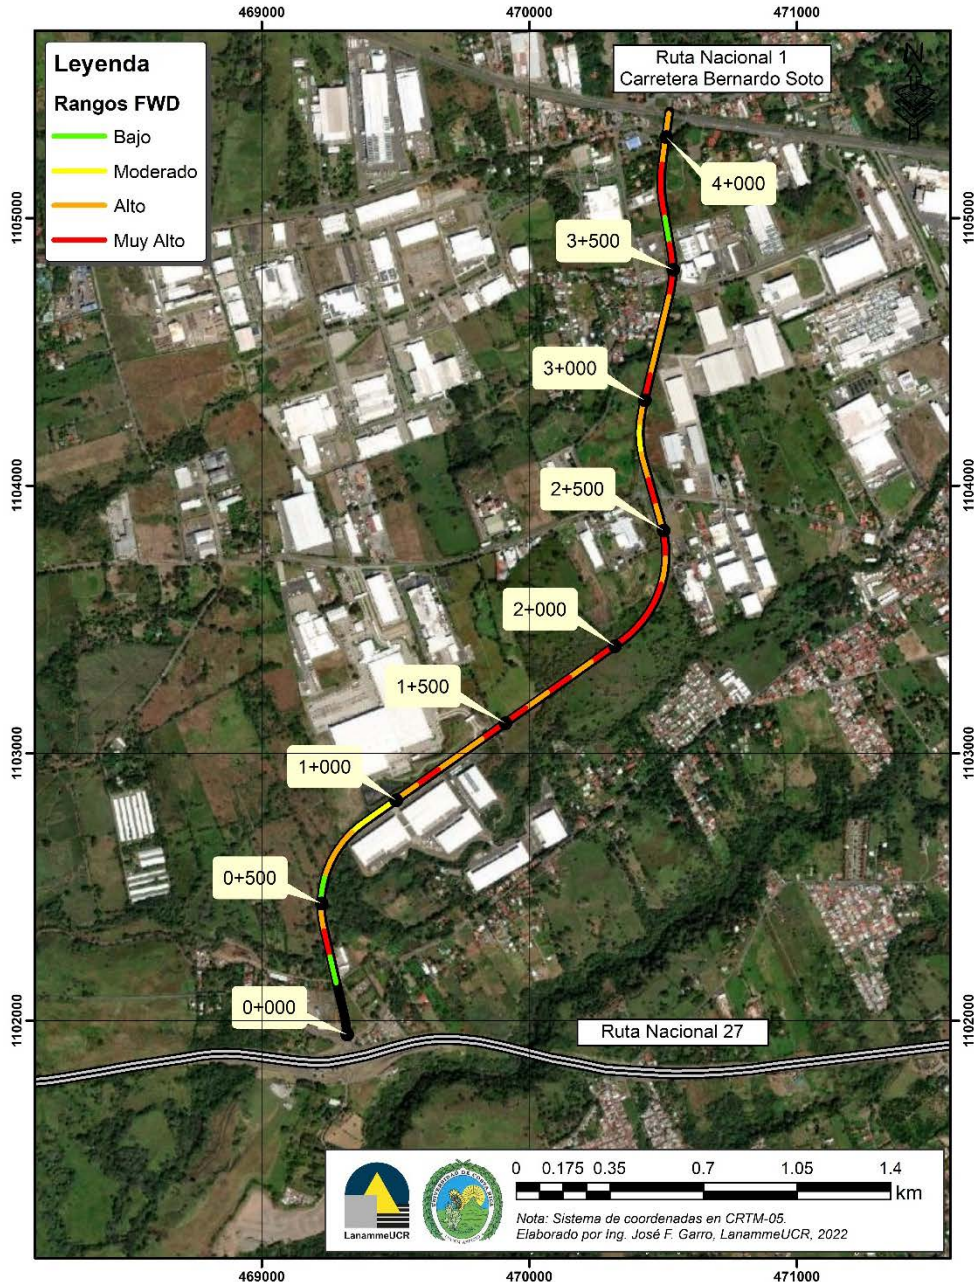 469000
470000
471000
Leyenda
Rangos FWD
Bajo
Moderado
Alto
Muy Alto
Ruta Nacional 1
Carretera Bernardo Soto
N
4+000
1105000
1105000
3+500
3+000
1104000
1104000
2+500
2+000
1+500
1103000
1103000
1+000
0+500
0+000
1102000
1102000
Ruta Nacional 27
0 0.175 0.35 0.7 1.05 1.4
km
LanammeUCR
UNIVERSIDAD DE COSTA RICA
Nota: Sistema de coordenadas en CRTM-05.
Elaborado por Ing. José F. Garro, LanammeUCR, 2022
469000
470000
471000